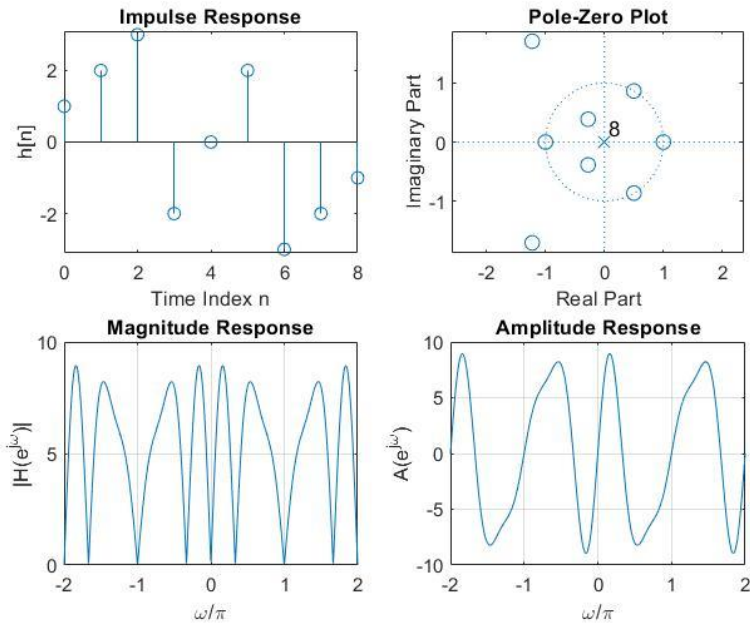 Impulse Response
h[n]
2
0
-2
0 2 4 6 8
Time Index n
Pole-Zero Plot
Imaginary Part
1
0
-1
8
-2 -1 0 1 2
Real Part
Magnitude Response
|H(e^{jω})|
10
5
0
-2 -1 0 1 2
ω/π
Amplitude Response
A(e^{jω})
10
5
0
-5
-10
-2 -1 0 1 2
ω/π